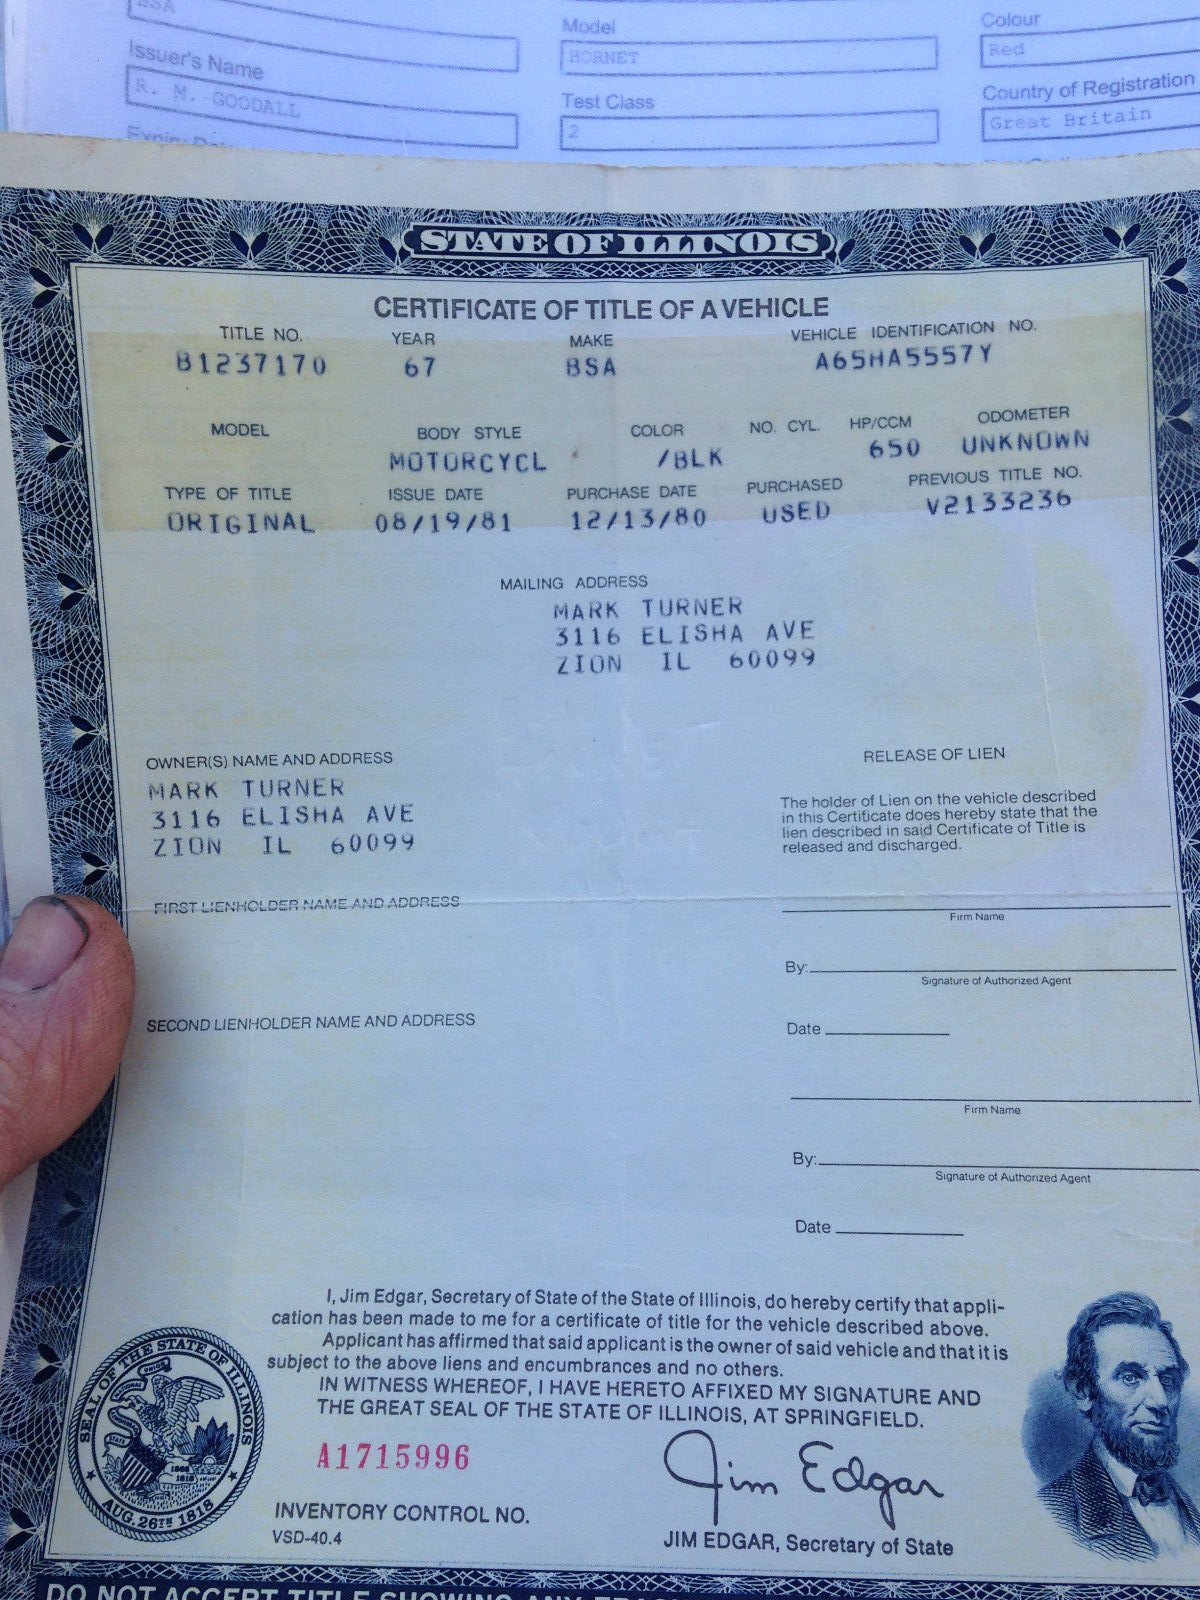 BSA
Model
HORNET
Colour
Red
Issuer's Name
R. M. GOODALL
Test Class
2
Country of Registration
Great Britain
STATE OF ILLINOIS
CERTIFICATE OF TITLE OF A VEHICLE
TITLE NO. YEAR MAKE VEHICLE IDENTIFICATION NO.
B1237170 67 BSA A65HA5557Y
MODEL BODY STYLE COLOR NO. CYL. HP/CCM ODOMETER
MOTORCYCL /BLK 650 UNKNOWN
TYPE OF TITLE ISSUE DATE PURCHASE DATE PURCHASED PREVIOUS TITLE NO.
ORIGINAL 08/19/81 12/13/80 USED V2133236
MAILING ADDRESS
MARK TURNER
3116 ELISHA AVE
ZION IL 60099
OWNER(S) NAME AND ADDRESS
MARK TURNER
3116 ELISHA AVE
ZION IL 60099
RELEASE OF LIEN
The holder of Lien on the vehicle described
in this Certificate does hereby state that the
lien described in said Certificate of Title is
released and discharged.
FIRST LIENHOLDER NAME AND ADDRESS
Firm Name
By:
Signature of Authorized Agent
SECOND LIENHOLDER NAME AND ADDRESS
Date
Firm Name
By:
Signature of Authorized Agent
Date
I, Jim Edgar, Secretary of State of the State of Illinois, do hereby certify that appli-
cation has been made to me for a certificate of title for the vehicle described above.
Applicant has affirmed that said applicant is the owner of said vehicle and that it is
subject to the above liens and encumbrances and no others.
IN WITNESS WHEREOF, I HAVE HERETO AFFIXED MY SIGNATURE AND
THE GREAT SEAL OF THE STATE OF ILLINOIS, AT SPRINGFIELD.
SEAL OF THE STATE OF ILLINOIS
AUG. 26TH 1818
A1715996
Jim Edgar
INVENTORY CONTROL NO.
VSD-40.4
JIM EDGAR, Secretary of State
DO NOT ACCEPT TITLE SHOWING ANY